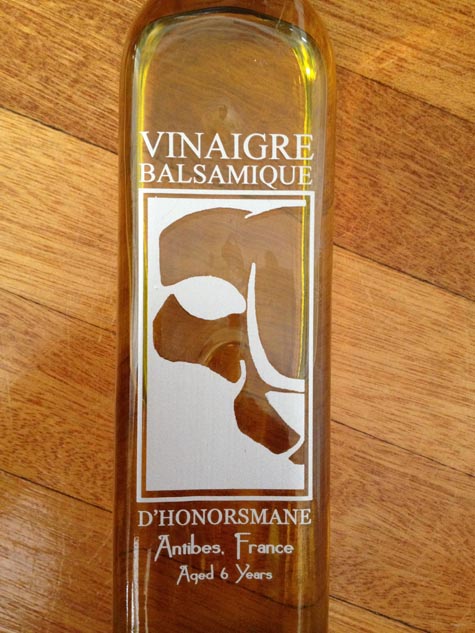 VINAIGRE
BALSAMIQUE
D'HONORSMANE
Antibes, France
Aged 6 Years